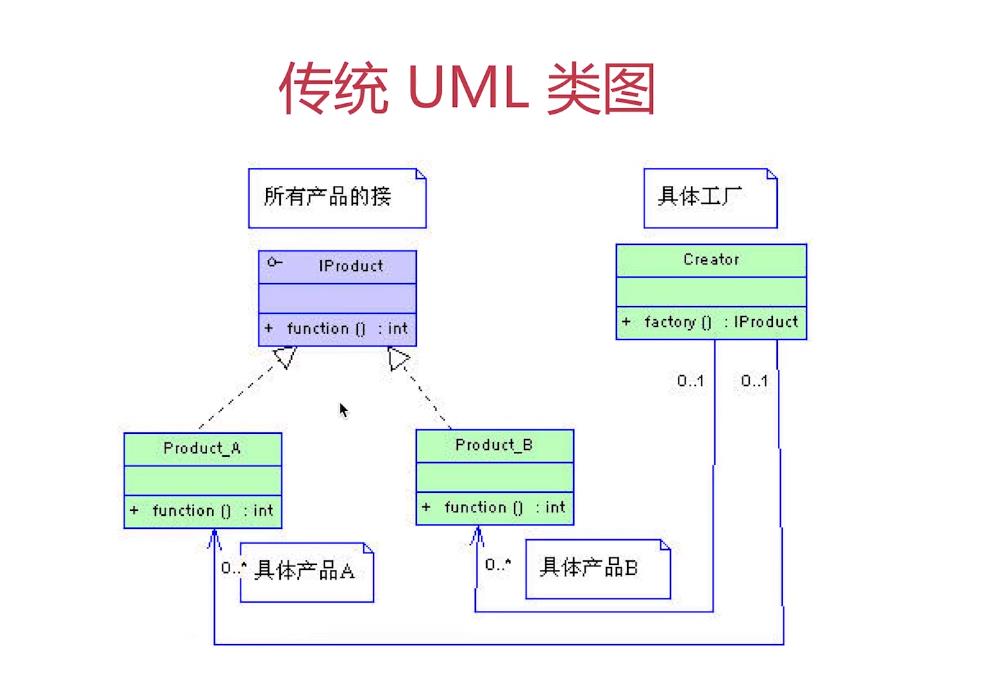 传统 UML 类图
所有产品的接
具体工厂
IProduct
+ function () : int
Creator
+ factory () : IProduct
0..1
0..1
Product_A
+ function () : int
Product_B
+ function () : int
0..*
具体产品A
0..*
具体产品B